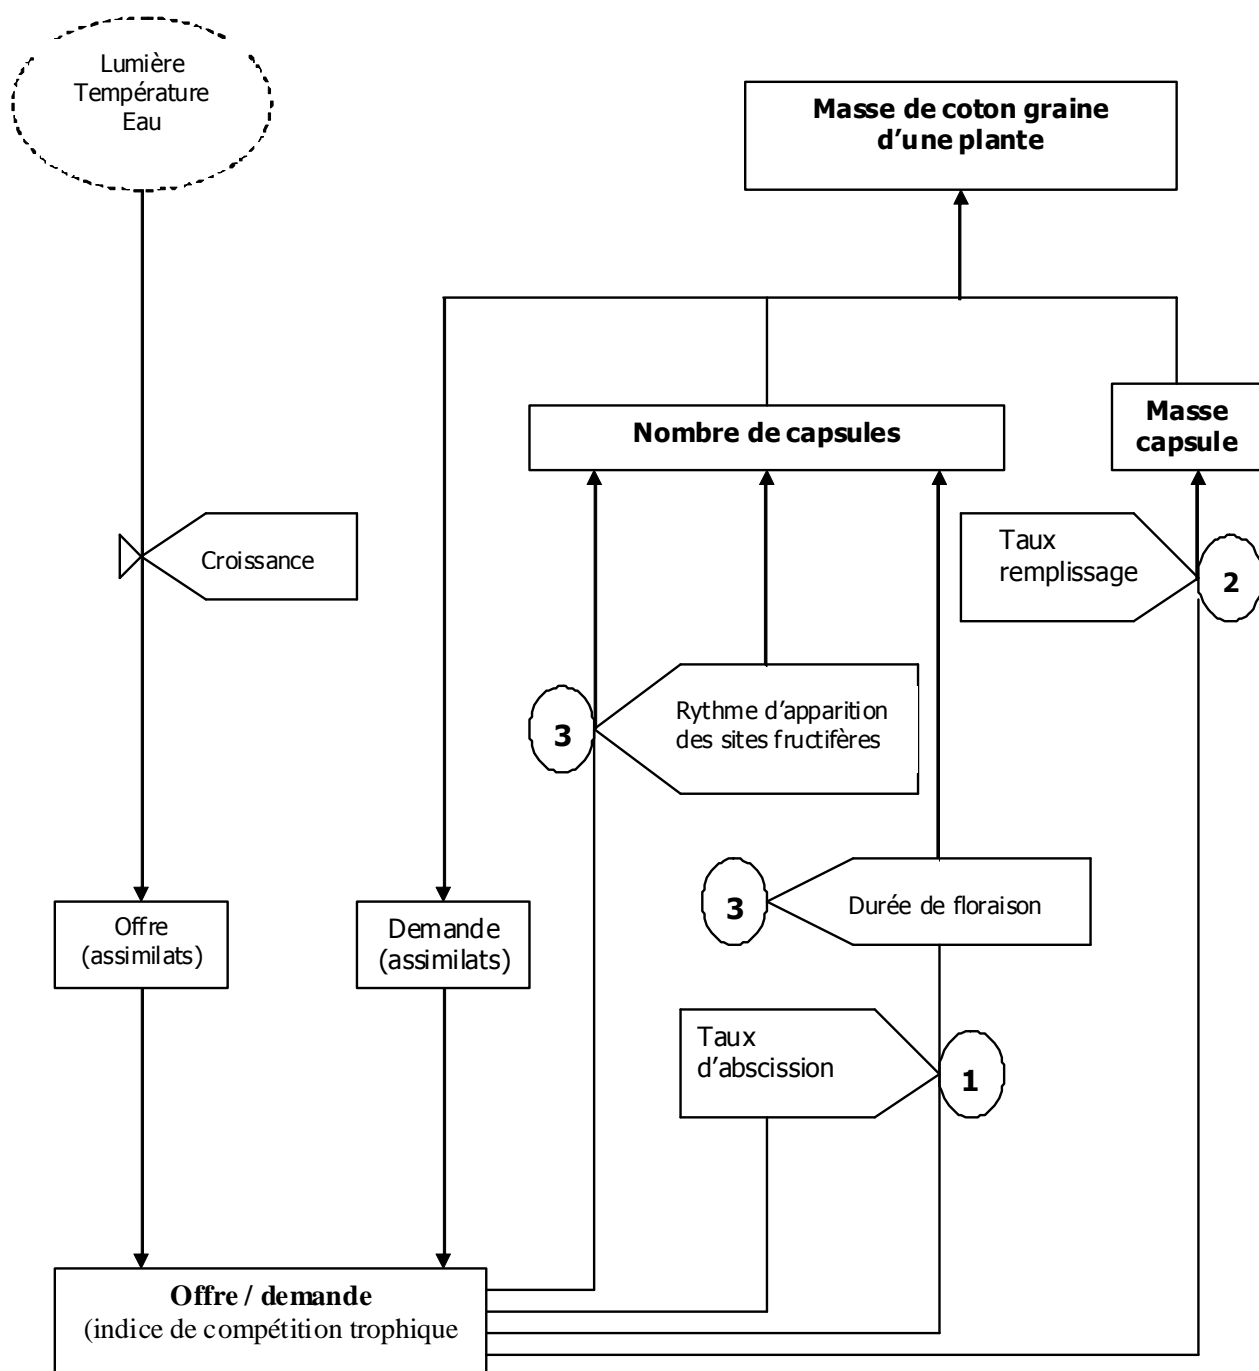 Lumière
Température
Eau
Masse de coton graine
d'une plante
Nombre de capsules
Masse
capsule
Croissance
Taux
remplissage
2
3
Rythme d'apparition
des sites fructifères
3
Durée de floraison
Offre
(assimilats)
Demande
(assimilats)
Taux
d'abscission
1
Offre / demande
(indice de compétition trophique